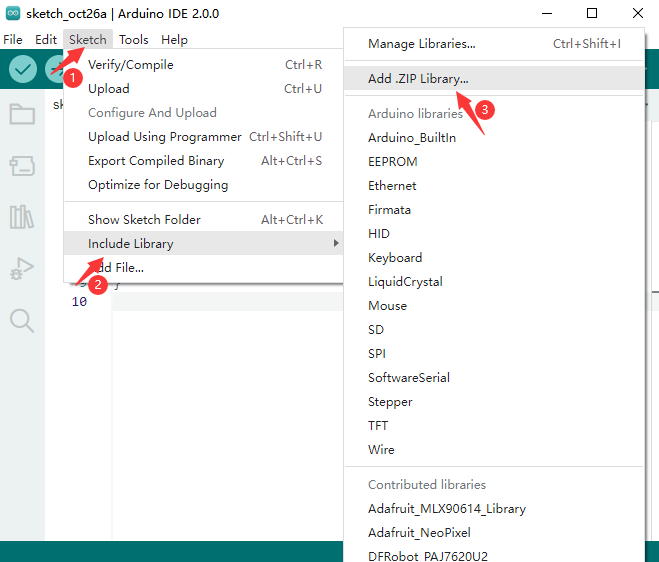 sketch_oct26a | Arduino IDE 2.0.0
File Edit Sketch Tools Help
1
sk
Verify/Compile Ctrl+R
Upload Ctrl+U
Configure And Upload
Upload Using Programmer Ctrl+Shift+U
Export Compiled Binary Alt+Ctrl+S
Optimize for Debugging
Show Sketch Folder Alt+Ctrl+K
Include Library
2
File...
}
10
Manage Libraries... Ctrl+Shift+I
Add .ZIP Library...
3
Arduino libraries
Arduino_BuiltIn
EEPROM
Ethernet
Firmata
HID
Keyboard
LiquidCrystal
Mouse
SD
SPI
SoftwareSerial
Stepper
TFT
Wire
Contributed libraries
Adafruit_MLX90614_Library
Adafruit_NeoPixel
DFRobot_PAJ7620U2